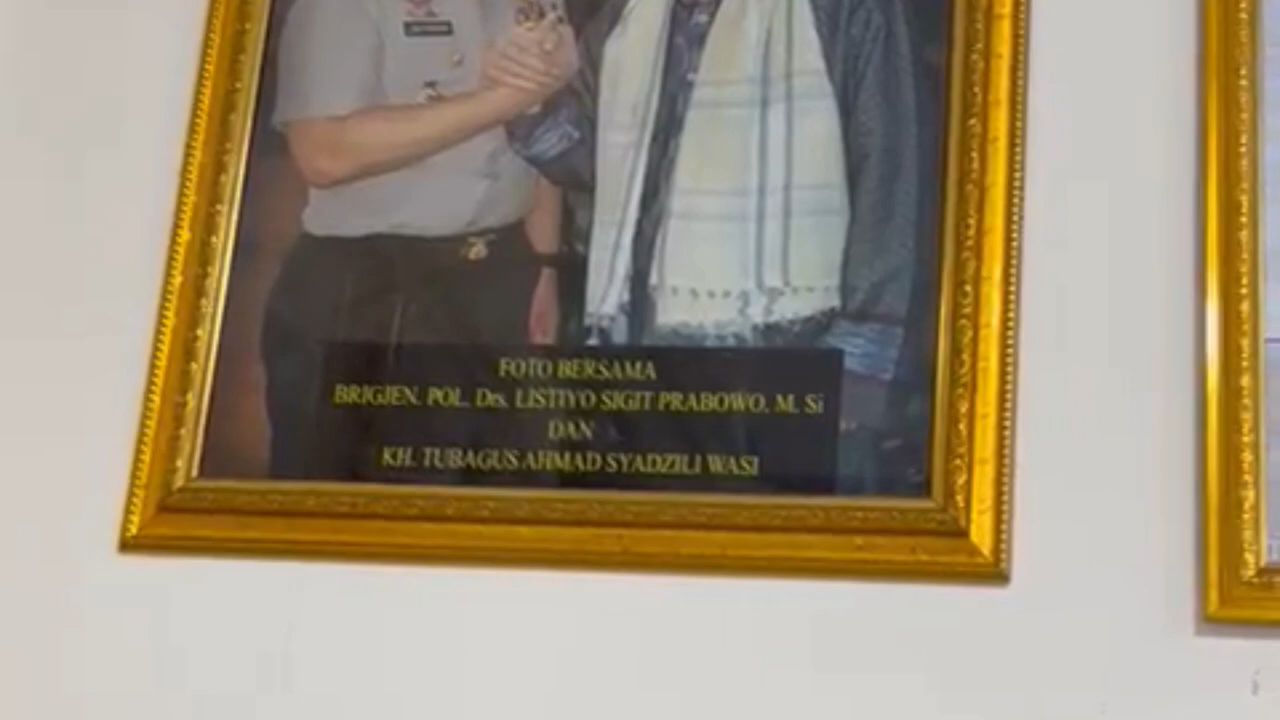 FOTO BERSAMA
BRIGJEN. POL. Drs. LISTIYO SIGIT PRABOWO. M. Si
DAN
KH. TUBAGUS AHMAD SYADZILI WASI